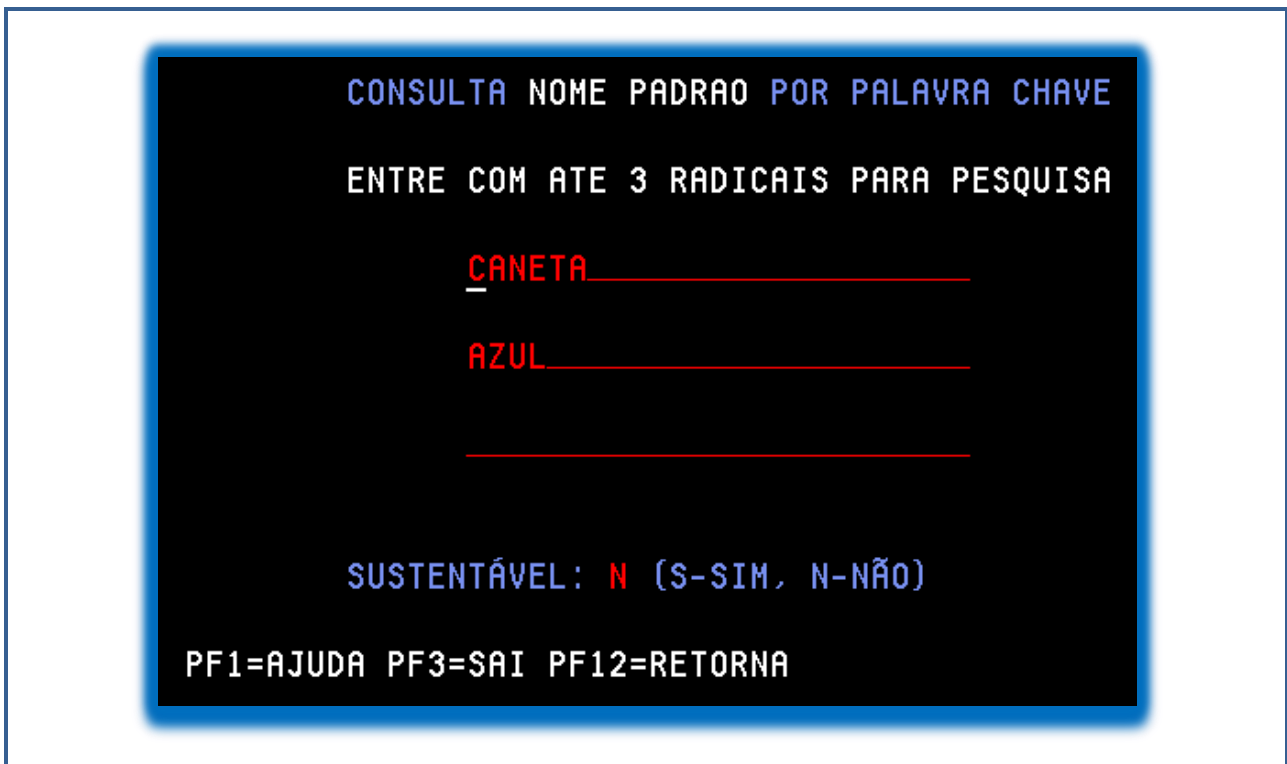 CONSULTA NOME PADRAO POR PALAVRA CHAVE
ENTRE COM ATE 3 RADICAIS PARA PESQUISA
CANETA
AZUL
SUSTENTÁVEL: N (S-SIM, N-NÃO)
PF1=AJUDA PF3=SAI PF12=RETORNA